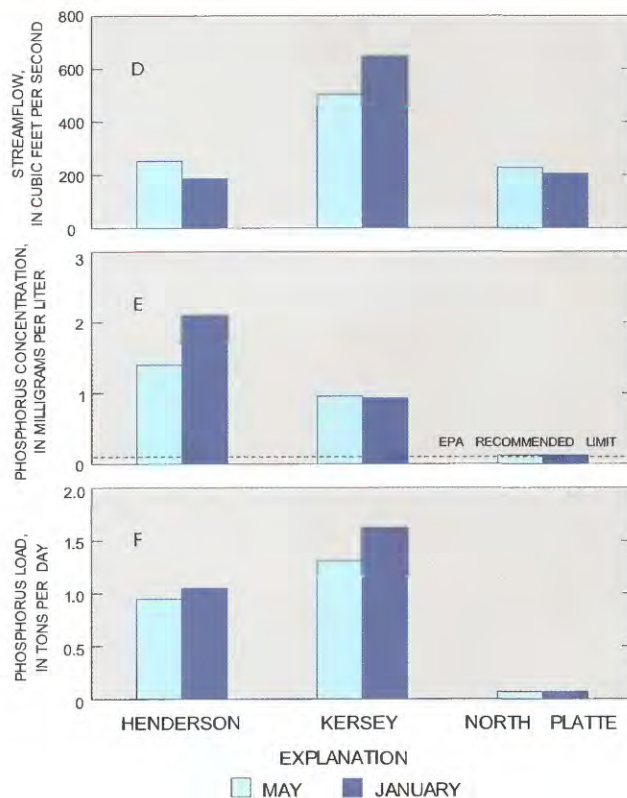 STREAMFLOW,
IN CUBIC FEET PER SECOND
800
600
400
200
0
D
PHOSPHORUS CONCENTRATION,
IN MILLIGRAMS PER LITER
3
2
1
0
E
EPA RECOMMENDED LIMIT
PHOSPHORUS LOAD,
IN TONS PER DAY
2.0
1.5
1.0
0.5
0
F
HENDERSON KERSEY NORTH PLATTE
EXPLANATION
MAY JANUARY